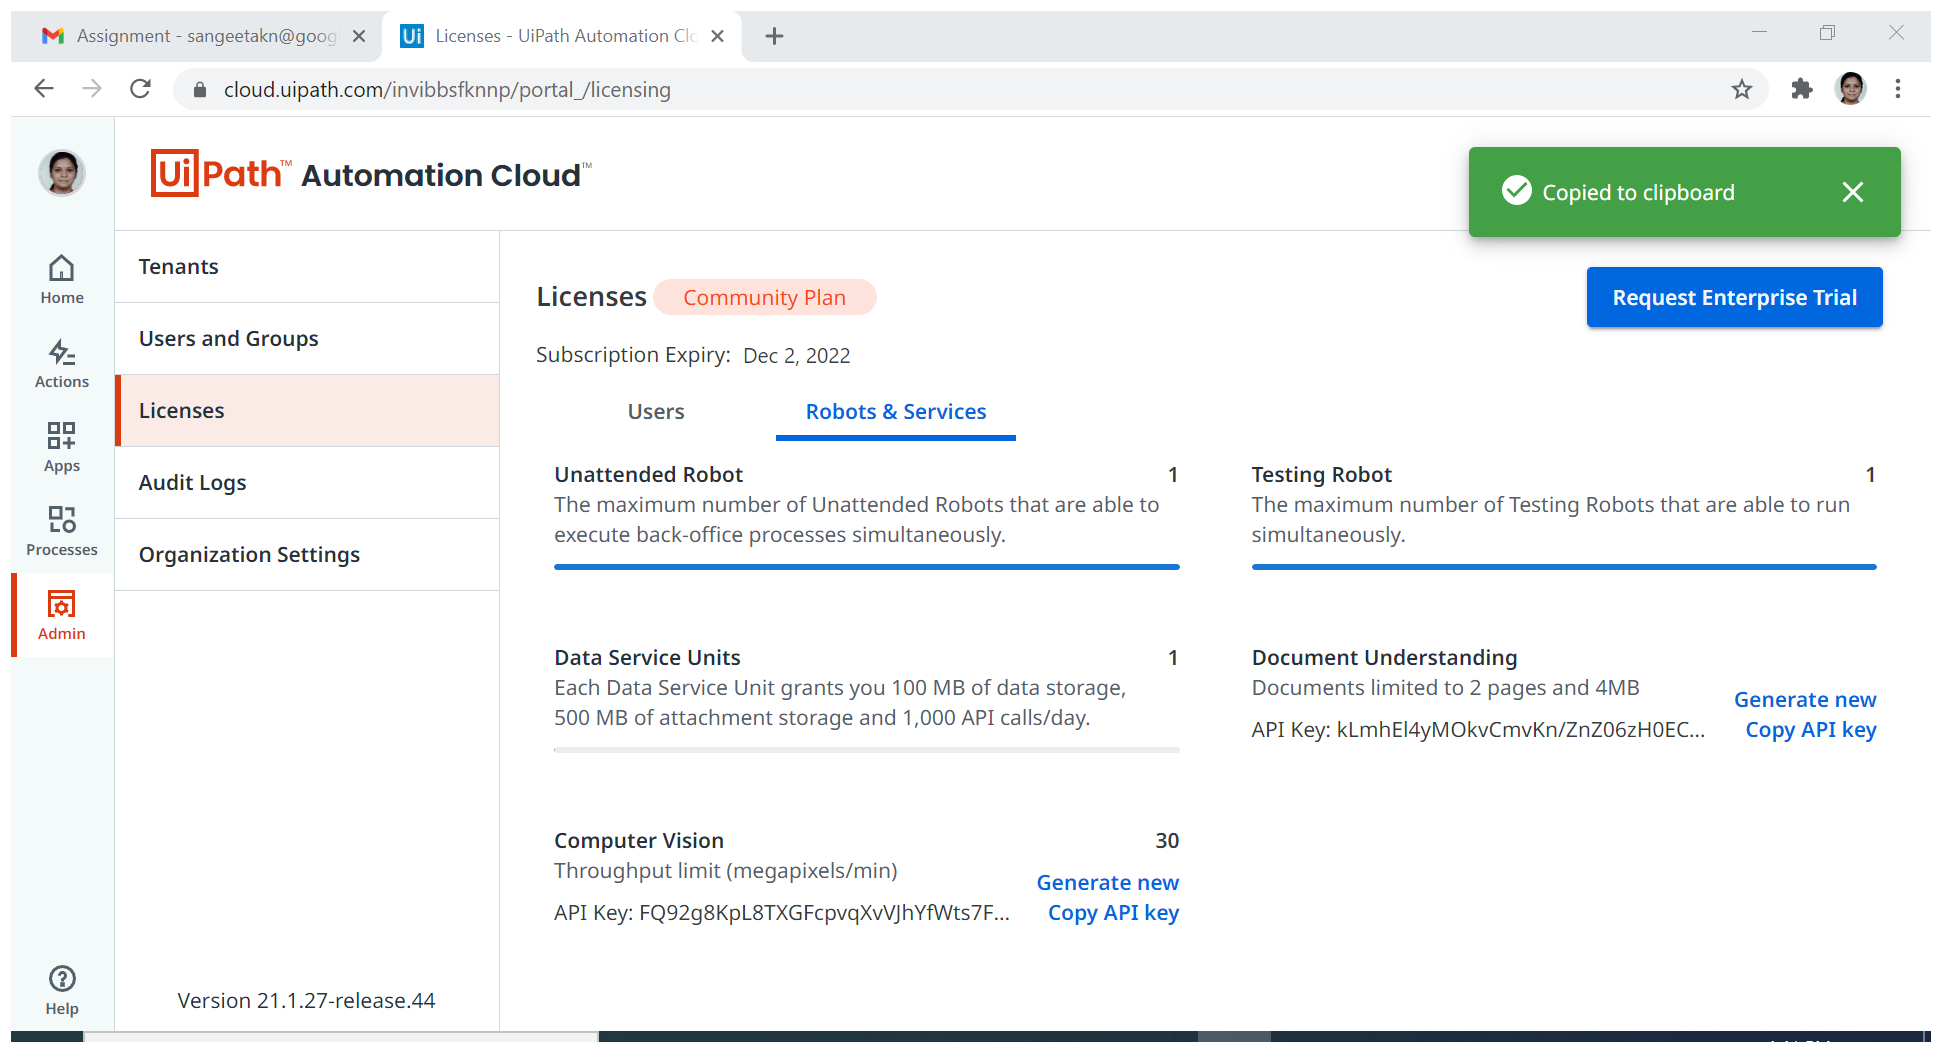 Assignment - sangeetakn@goog
Licenses - UiPath Automation Clo
cloud.uipath.com/invibbsfknnp/portal_/licensing
UiPath™ Automation Cloud™
Copied to clipboard
Home
Actions
Apps
Processes
Admin
Help
Tenants
Users and Groups
Licenses
Audit Logs
Organization Settings
Version 21.1.27-release.44
Licenses Community Plan
Request Enterprise Trial
Subscription Expiry: Dec 2, 2022
Users Robots & Services
Unattended Robot 1
The maximum number of Unattended Robots that are able to
execute back-office processes simultaneously.
Testing Robot 1
The maximum number of Testing Robots that are able to run
simultaneously.
Data Service Units 1
Each Data Service Unit grants you 100 MB of data storage,
500 MB of attachment storage and 1,000 API calls/day.
Document Understanding
Documents limited to 2 pages and 4MB
Generate new
API Key: kLmhEl4yMOkvCmvKn/ZnZ06zH0EC... Copy API key
Computer Vision 30
Throughput limit (megapixels/min)
Generate new
API Key: FQ92g8KpL8TXGFcpvqXvVJhYfWts7F... Copy API key